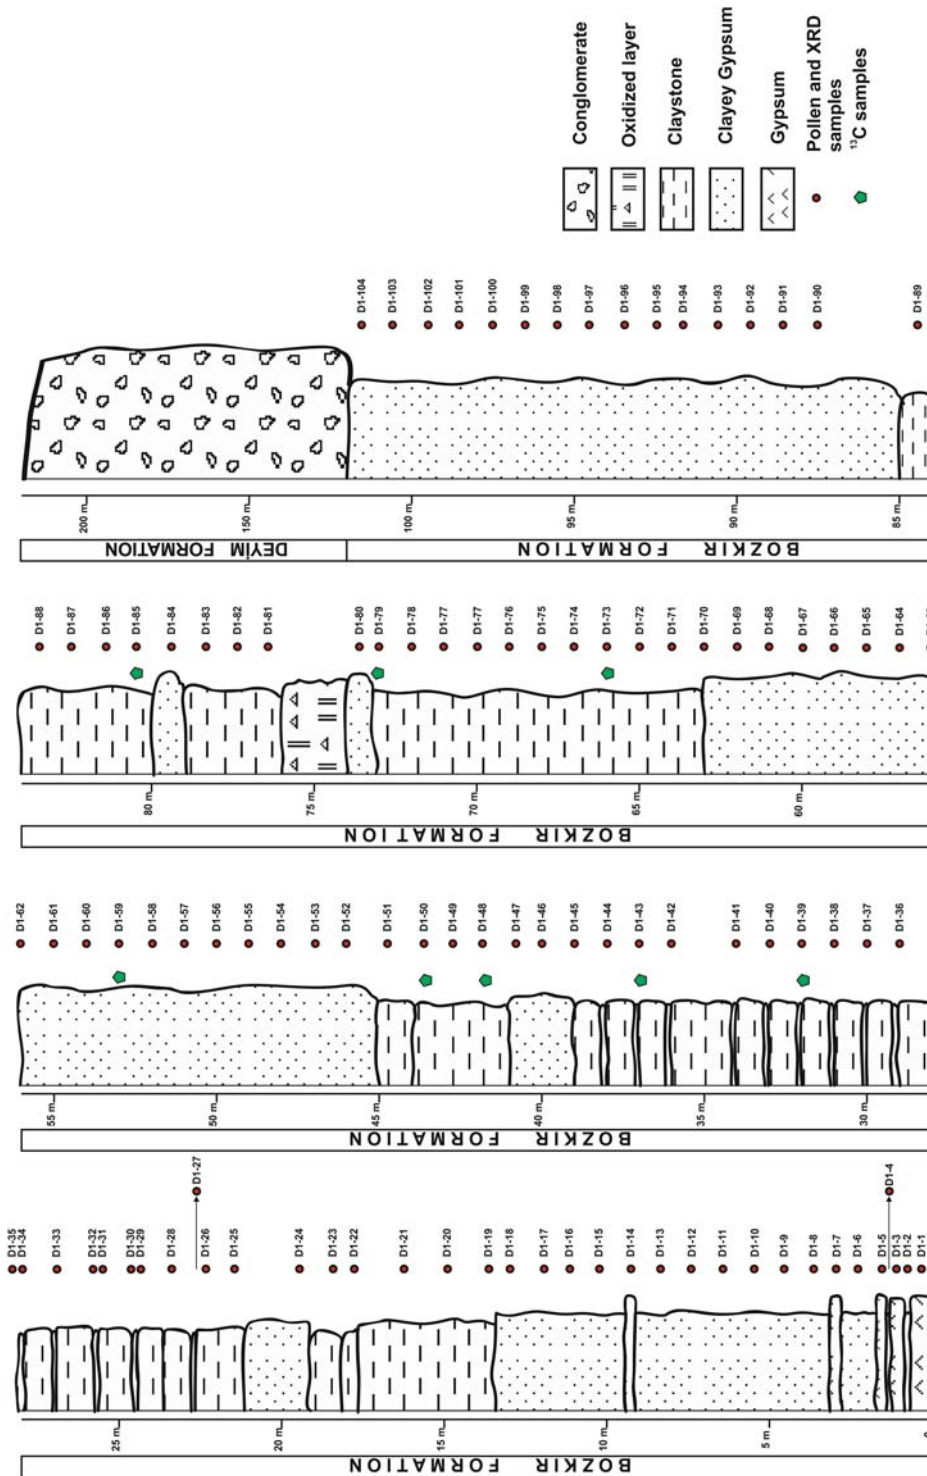 Conglomerate
Oxidized layer
Claystone
Clayey Gypsum
Gypsum
Pollen and XRD
samples
¹³C samples
D1-104
D1-103
D1-102
D1-101
D1-100
D1-99
D1-98
D1-97
D1-96
D1-95
D1-94
D1-93
D1-92
D1-91
D1-90
D1-89
200 m
150 m
100 m
95 m
90 m
85 m
DEYİM FORMATION
BOZKIR FORMATION
D1-88
D1-87
D1-86
D1-85
D1-84
D1-83
D1-82
D1-81
D1-80
D1-79
D1-78
D1-77
D1-77
D1-76
D1-75
D1-74
D1-73
D1-72
D1-71
D1-70
D1-69
D1-68
D1-67
D1-66
D1-65
D1-64
80 m
75 m
70 m
65 m
60 m
BOZKIR FORMATION
D1-62
D1-61
D1-60
D1-59
D1-58
D1-57
D1-56
D1-55
D1-54
D1-53
D1-52
D1-51
D1-50
D1-49
D1-48
D1-47
D1-46
D1-45
D1-44
D1-43
D1-42
D1-41
D1-40
D1-39
D1-38
D1-37
D1-36
55 m
50 m
45 m
40 m
35 m
30 m
BOZKIR FORMATION
D1-35
D1-34
D1-33
D1-32
D1-31
D1-30
D1-29
D1-28
D1-27
D1-26
D1-25
D1-24
D1-23
D1-22
D1-21
D1-20
D1-19
D1-18
D1-17
D1-16
D1-15
D1-14
D1-13
D1-12
D1-11
D1-10
D1-9
D1-8
D1-7
D1-6
D1-5
D1-4
D1-3
D1-2
D1-1
25 m
20 m
15 m
10 m
5 m
BOZKIR FORMATION